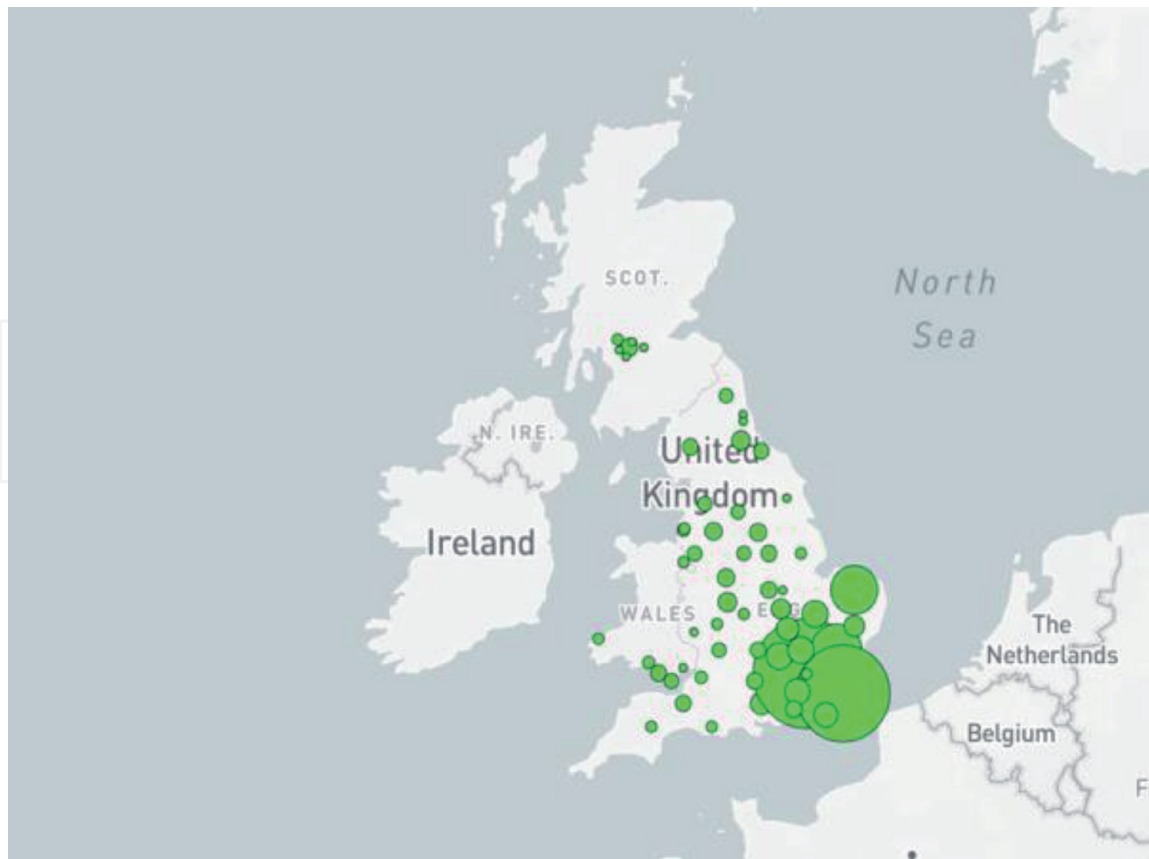 SCOT.
North
Sea
N. IRE.
United
Kingdom
Ireland
WALES
The
Netherlands
Belgium
F